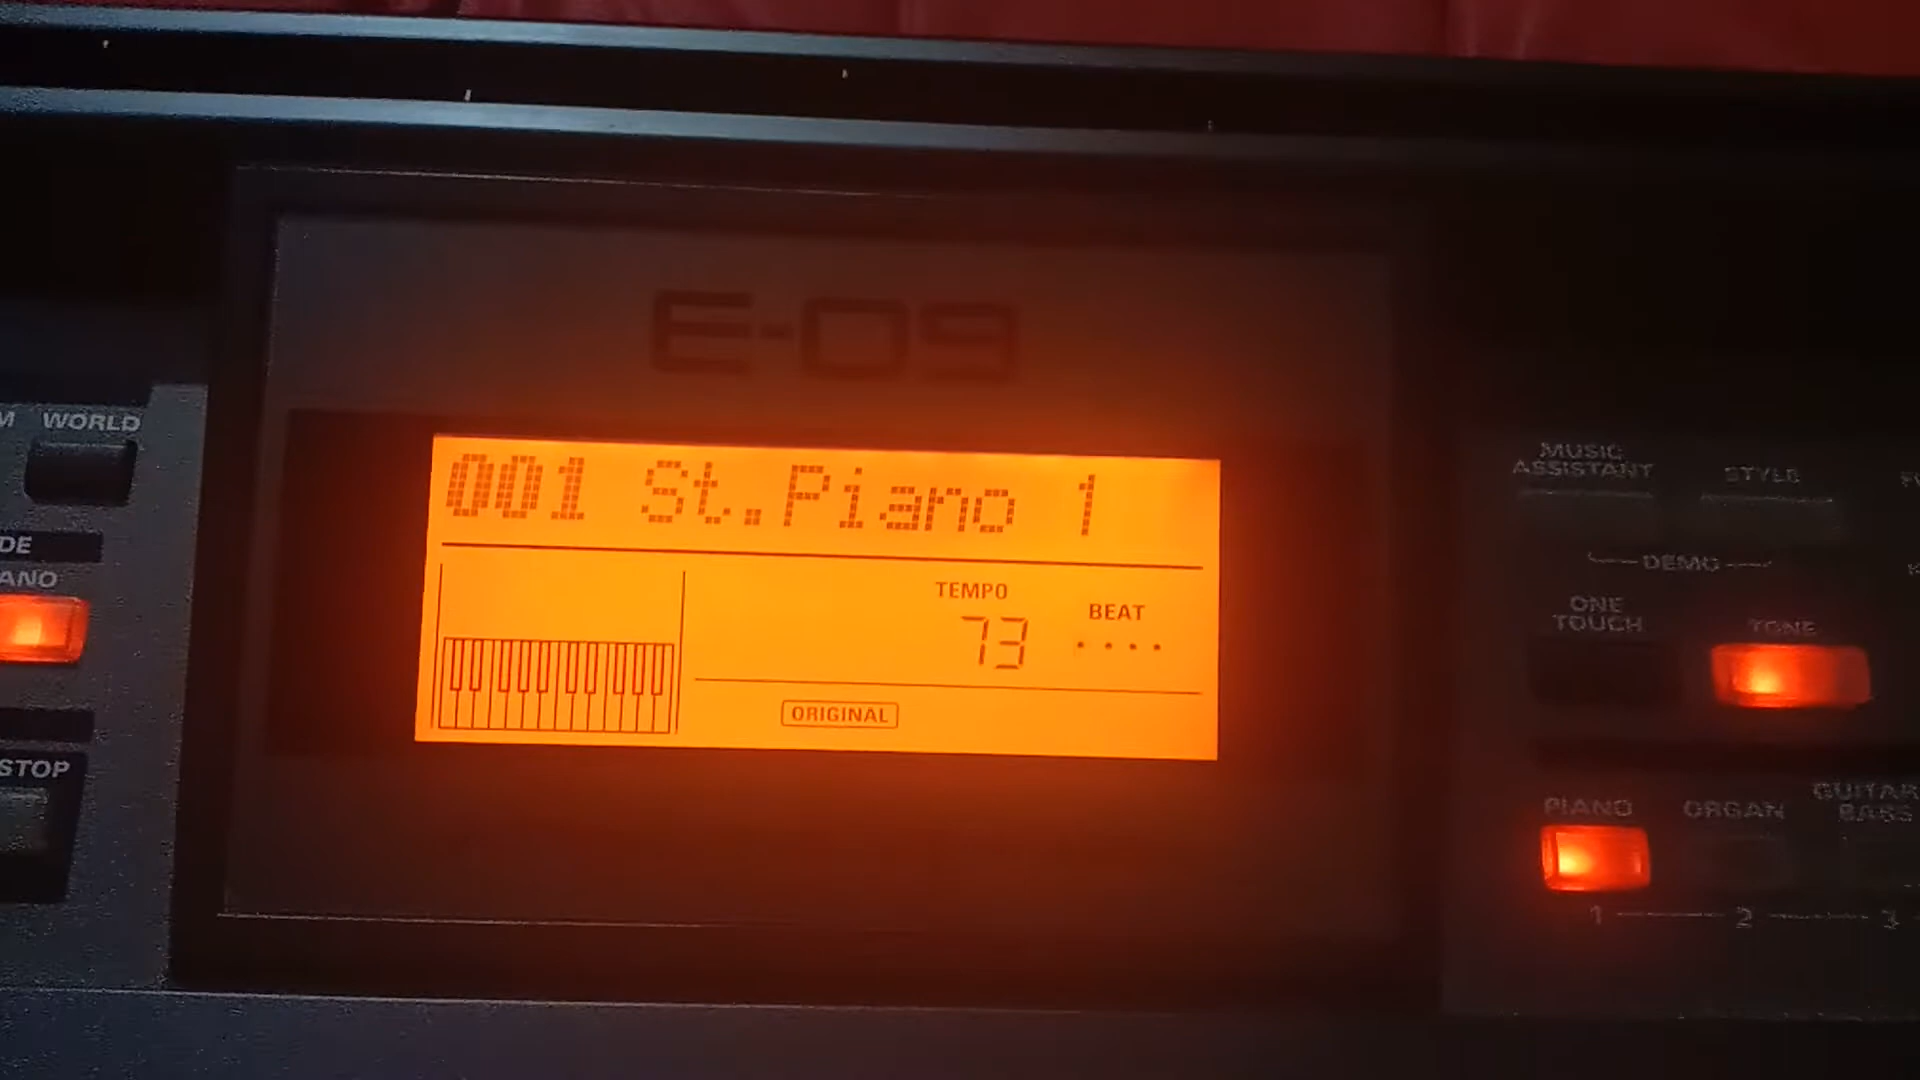 E-09
001 St.Piano 1
TEMPO
73
BEAT
ORIGINAL
M WORLD
DE
ANO
STOP
MUSIC
ASSISTANT
STYLE
DEMO
ONE
TOUCH
TONE
PIANO
ORGAN
GUITAR
BASS
1 2 3